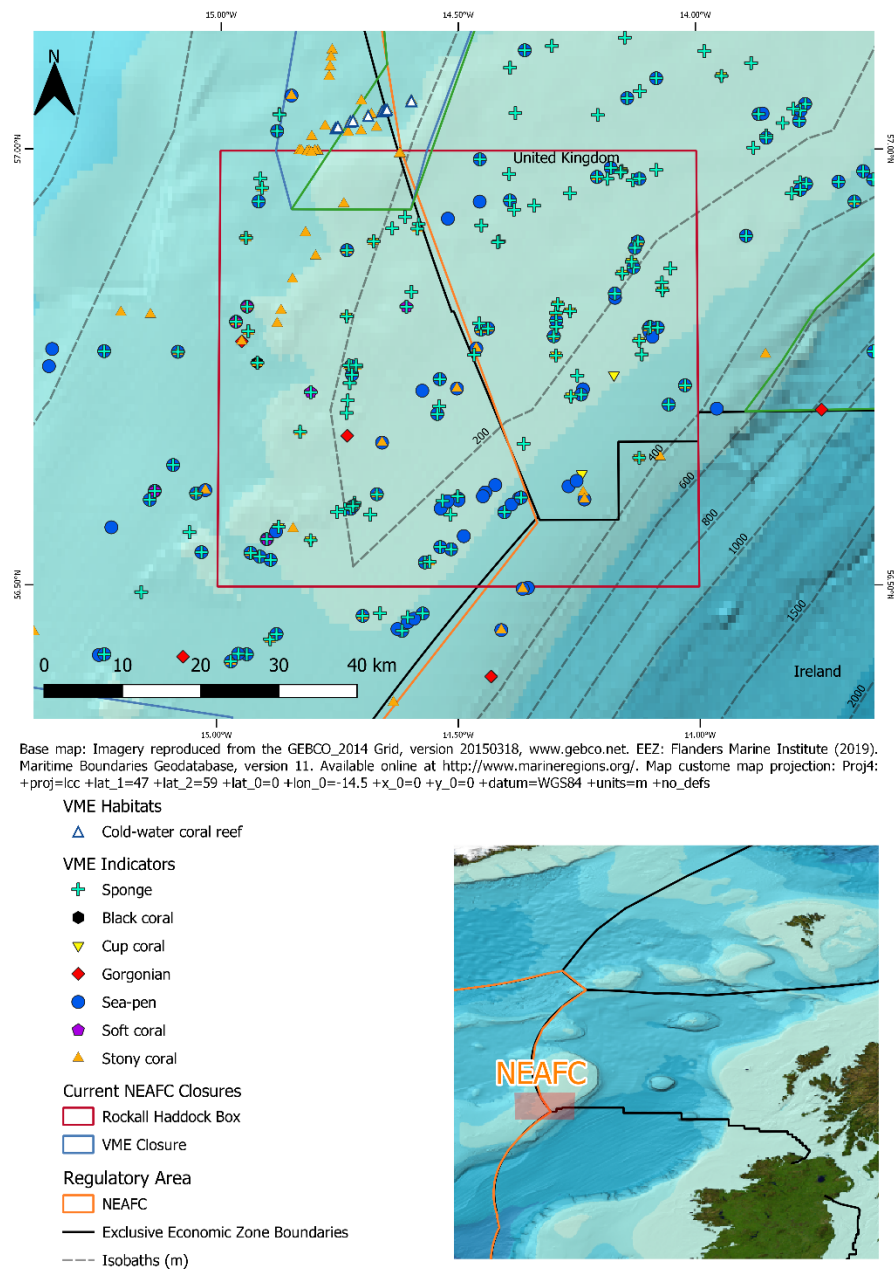 15.00°W
14.50°W
14.00°W
N
57.00°N
57.00°N
United Kingdom
200
400
600
800
1000
1500
2000
56.50°N
56.50°N
Ireland
0 10 20 30 40 km
15.00°W
14.50°W
14.00°W
Base map: Imagery reproduced from the GEBCO_2014 Grid, version 20150318, www.gebco.net. EEZ: Flanders Marine Institute (2019).
Maritime Boundaries Geodatabase, version 11. Available online at http://www.marineregions.org/. Map custome map projection: Proj4:
+proj=lcc +lat_1=47 +lat_2=59 +lat_0=0 +lon_0=-14.5 +x_0=0 +y_0=0 +datum=WGS84 +units=m +no_defs
VME Habitats
Cold-water coral reef
VME Indicators
Sponge
Black coral
Cup coral
Gorgonian
Sea-pen
Soft coral
Stony coral
Current NEAFC Closures
Rockall Haddock Box
VME Closure
Regulatory Area
NEAFC
Exclusive Economic Zone Boundaries
Isobaths (m)
NEAFC